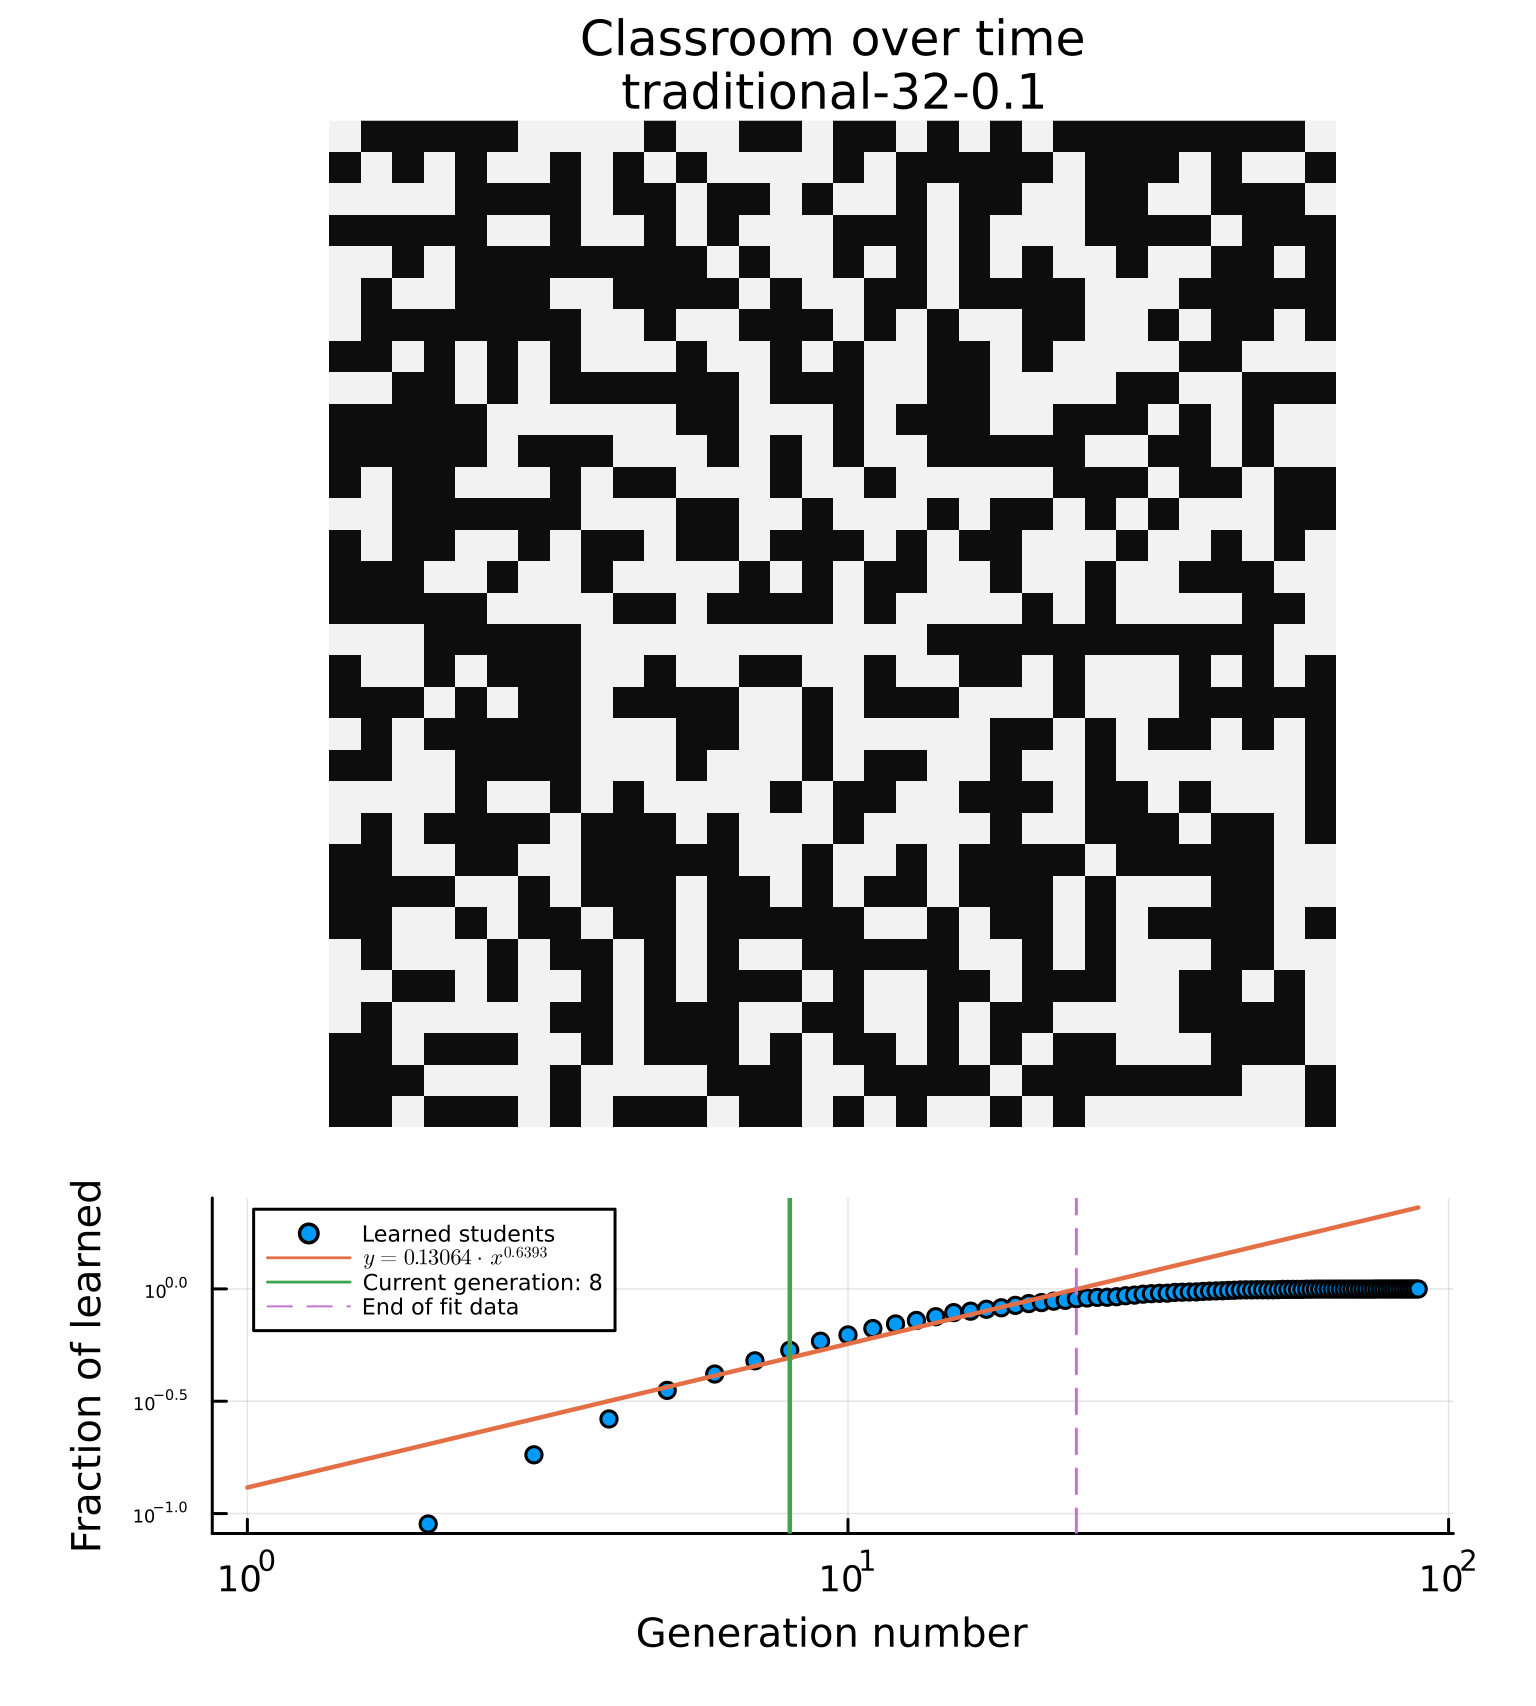 Classroom over time
traditional-32-0.1
Fraction of learned
Learned students
y = 0.13064 · x^0.6393
Current generation: 8
End of fit data
10^0.0
10^−0.5
10^−1.0
10^0
10^1
10^2
Generation number